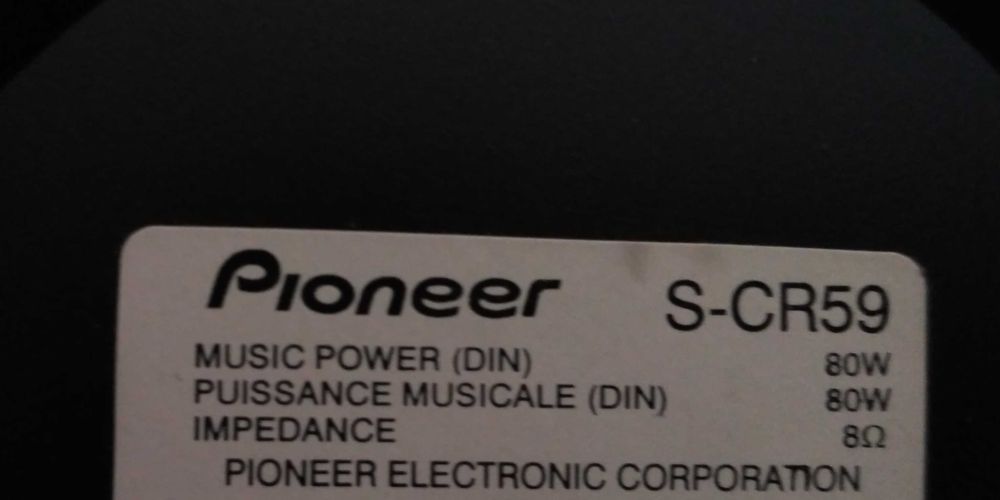 Pioneer S-CR59
MUSIC POWER (DIN) 80W
PUISSANCE MUSICALE (DIN) 80W
IMPEDANCE 8Ω
PIONEER ELECTRONIC CORPORATION